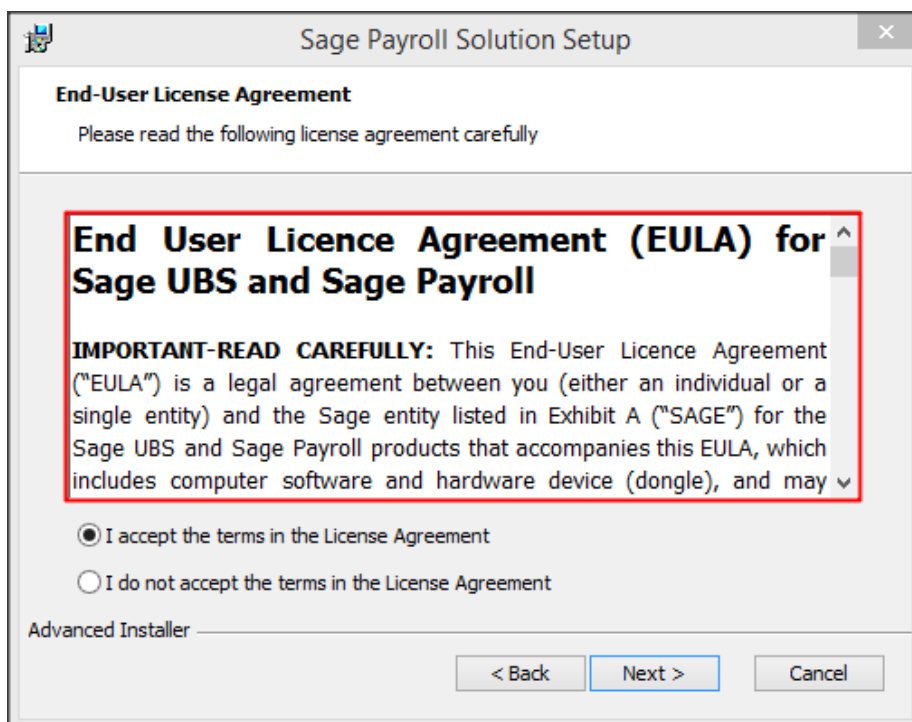 Sage Payroll Solution Setup
End-User License Agreement
Please read the following license agreement carefully
End User Licence Agreement (EULA) for
Sage UBS and Sage Payroll
IMPORTANT-READ CAREFULLY: This End-User Licence Agreement
(“EULA”) is a legal agreement between you (either an individual or a
single entity) and the Sage entity listed in Exhibit A (“SAGE”) for the
Sage UBS and Sage Payroll products that accompanies this EULA, which
includes computer software and hardware device (dongle), and may
I accept the terms in the License Agreement
I do not accept the terms in the License Agreement
Advanced Installer
< Back Next > Cancel